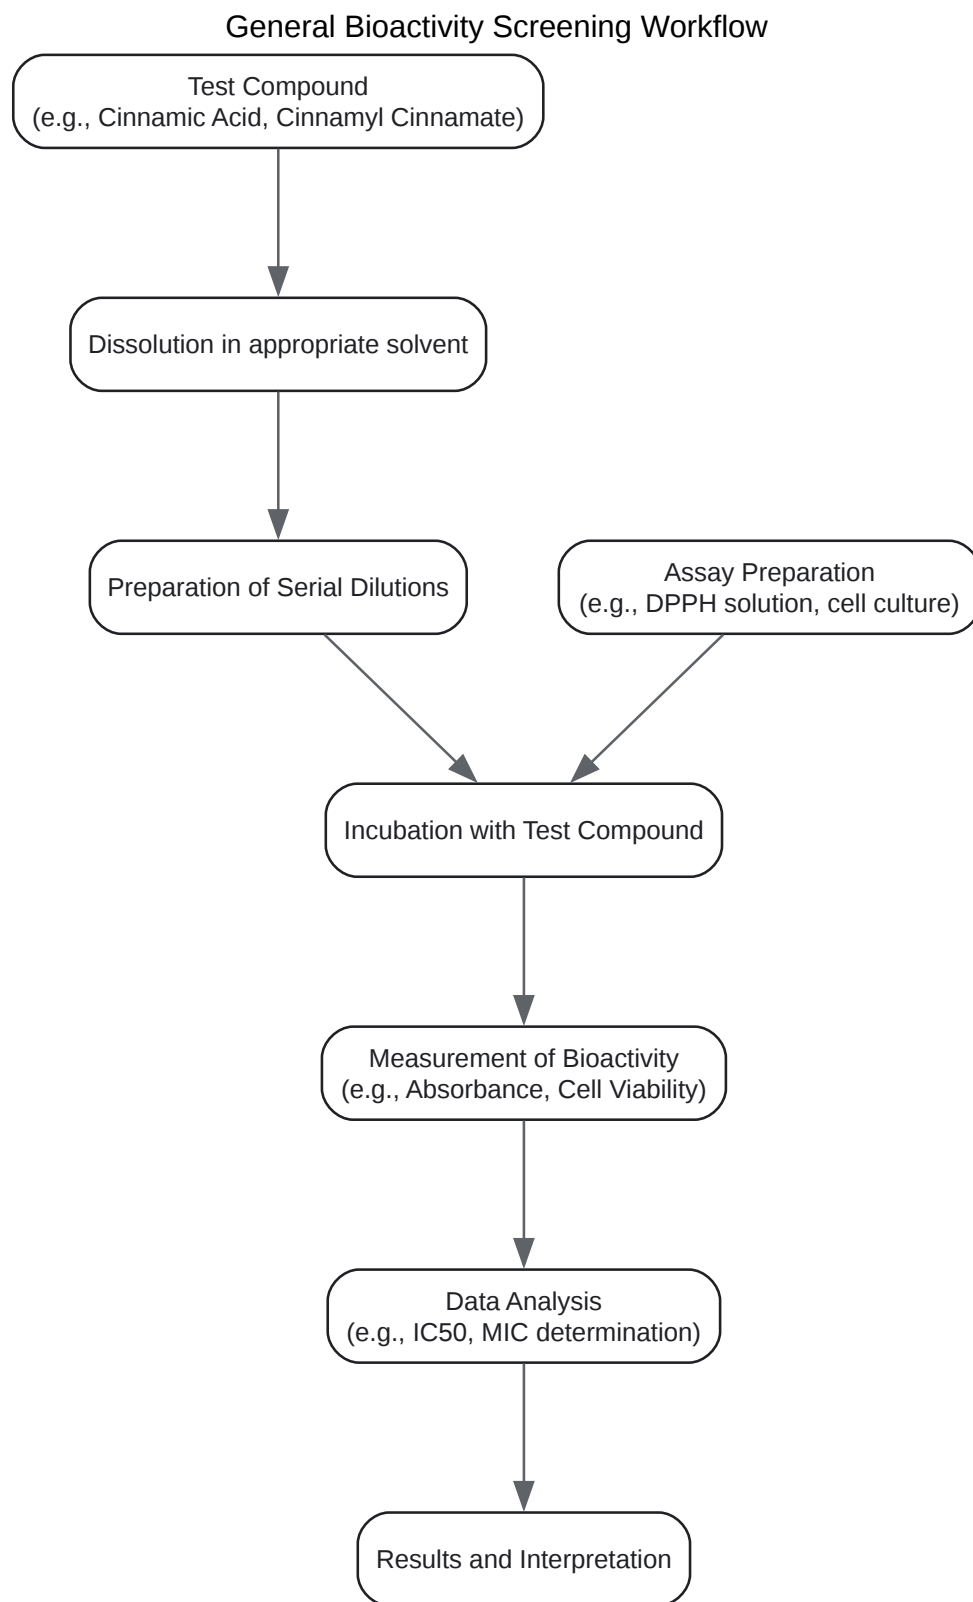 General Bioactivity Screening Workflow
Test Compound
(e.g., Cinnamic Acid, Cinnamyl Cinnamate)
Dissolution in appropriate solvent
Preparation of Serial Dilutions
Assay Preparation
(e.g., DPPH solution, cell culture)
Incubation with Test Compound
Measurement of Bioactivity
(e.g., Absorbance, Cell Viability)
Data Analysis
(e.g., IC50, MIC determination)
Results and Interpretation